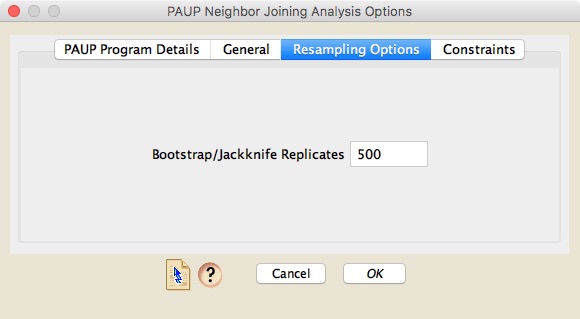 PAUP Neighbor Joining Analysis Options
PAUP Program Details General Resampling Options Constraints
Bootstrap/Jackknife Replicates 500
? Cancel OK